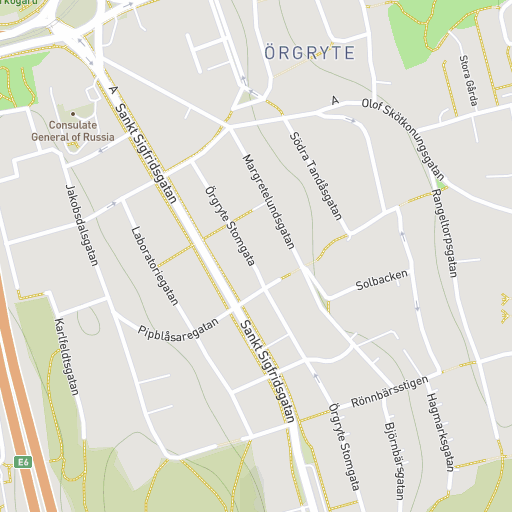 ÖRGRYTE
Stora Gårda
A
Sankt Sigfridsgatan
A
Olof Skötkonungsgatan
Consulate
General of Russia
Södra Tandåsgatan
Margretelundsgatan
Örgryte Stomgata
Jakobsdalsgatan
Rangeltorpsgatan
Laboratoriegatan
Solbacken
Karlfeldtsgatan
Pipblåsaregatan
Sankt Sigfridsgatan
Rönnbärsstigen
Örgryte Stomgata
Björnbärsgatan
Hagmarksgatan
E6